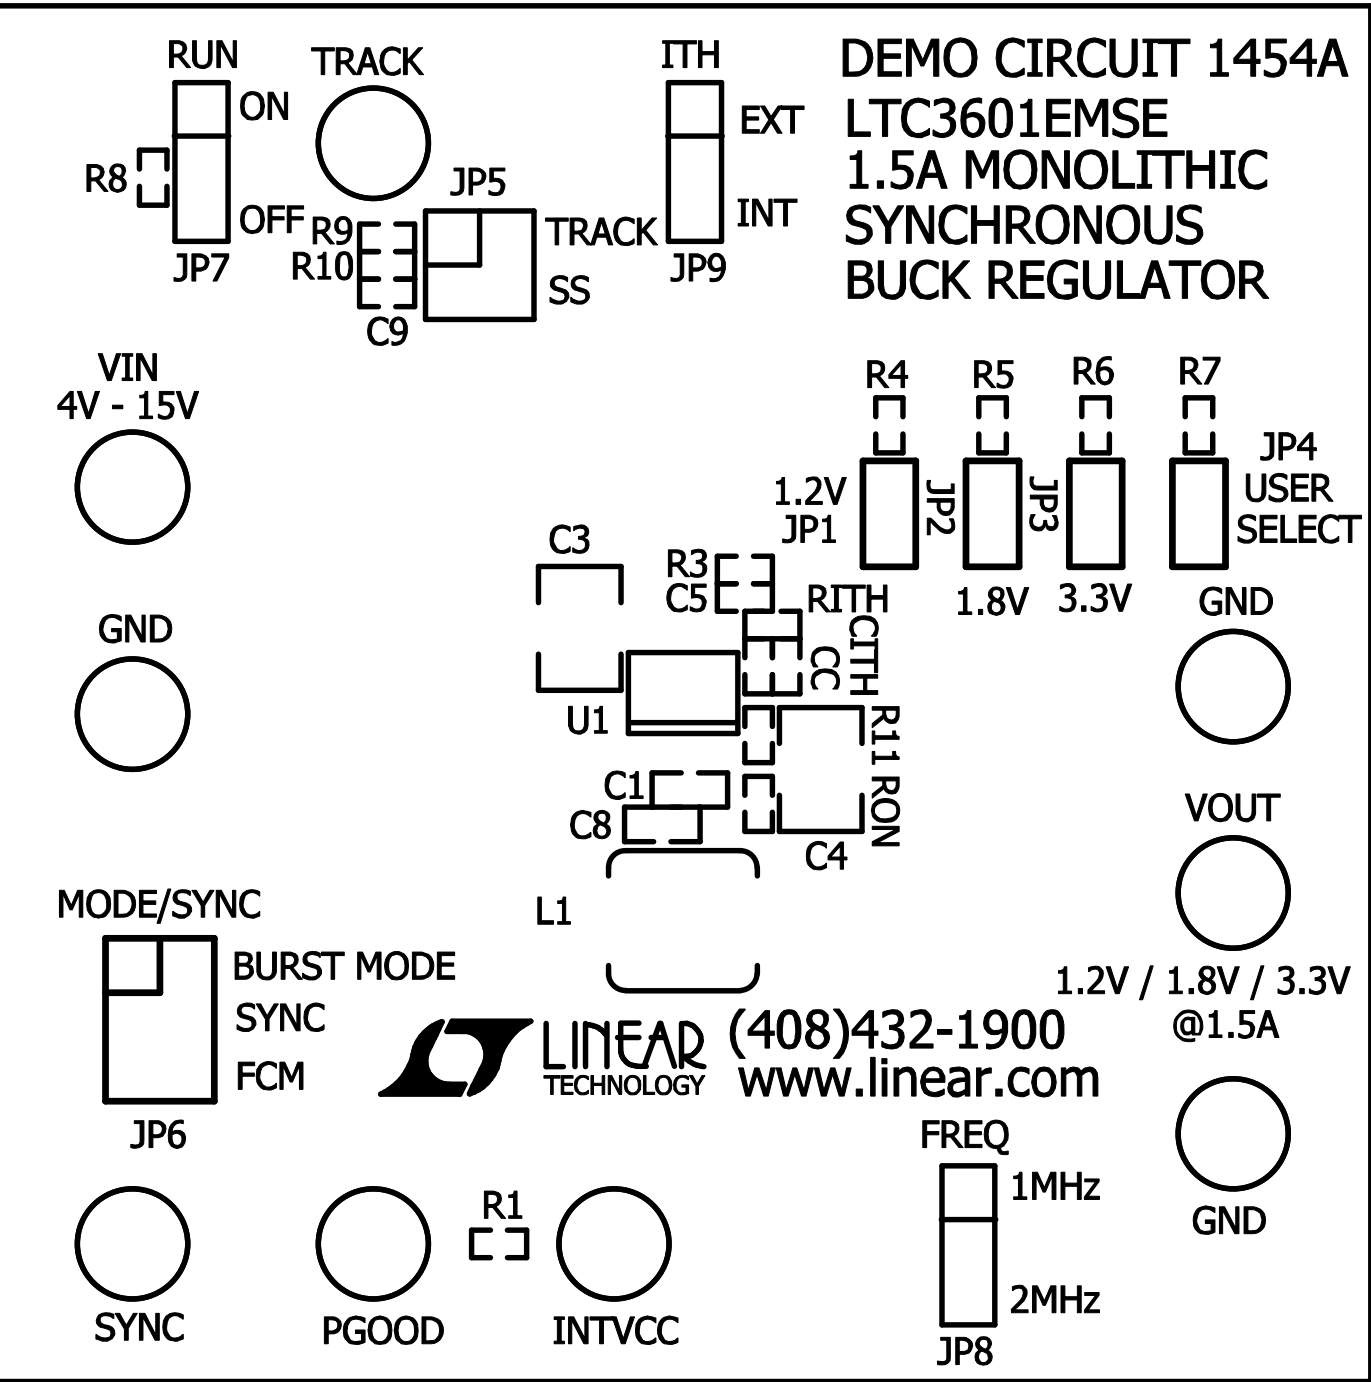 RUN
ON
OFF
JP7
R8
TRACK
JP5
TRACK
SS
R9
R10
C9
ITH
EXT
INT
JP9
DEMO CIRCUIT 1454A
LTC3601EMSE
1.5A MONOLITHIC
SYNCHRONOUS
BUCK REGULATOR
VIN
4V - 15V
GND
R4
R5
R6
R7
1.2V
JP1
JP2
1.8V
JP3
3.3V
JP4
USER
SELECT
GND
C3
R3
C5
RITH
CITH
CC
U1
R11
RON
C1
C8
C4
L1
VOUT
1.2V / 1.8V / 3.3V
@1.5A
GND
MODE/SYNC
BURST MODE
SYNC
FCM
JP6
LINEAR
TECHNOLOGY
(408)432-1900
www.linear.com
FREQ
1MHz
2MHz
JP8
SYNC
PGOOD
R1
INTVCC